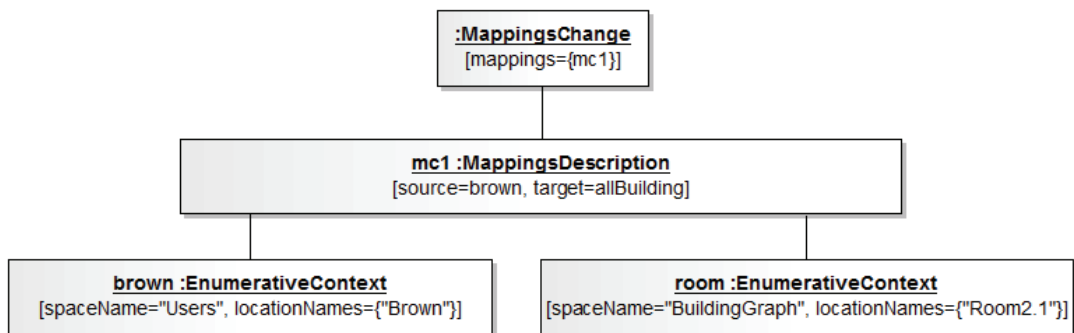 :MappingsChange
[mappings={mc1}]
mc1 :MappingsDescription
[source=brown, target=allBuilding]
brown :EnumerativeContext
[spaceName="Users", locationNames={"Brown"}]
room :EnumerativeContext
[spaceName="BuildingGraph", locationNames={"Room2.1"}]